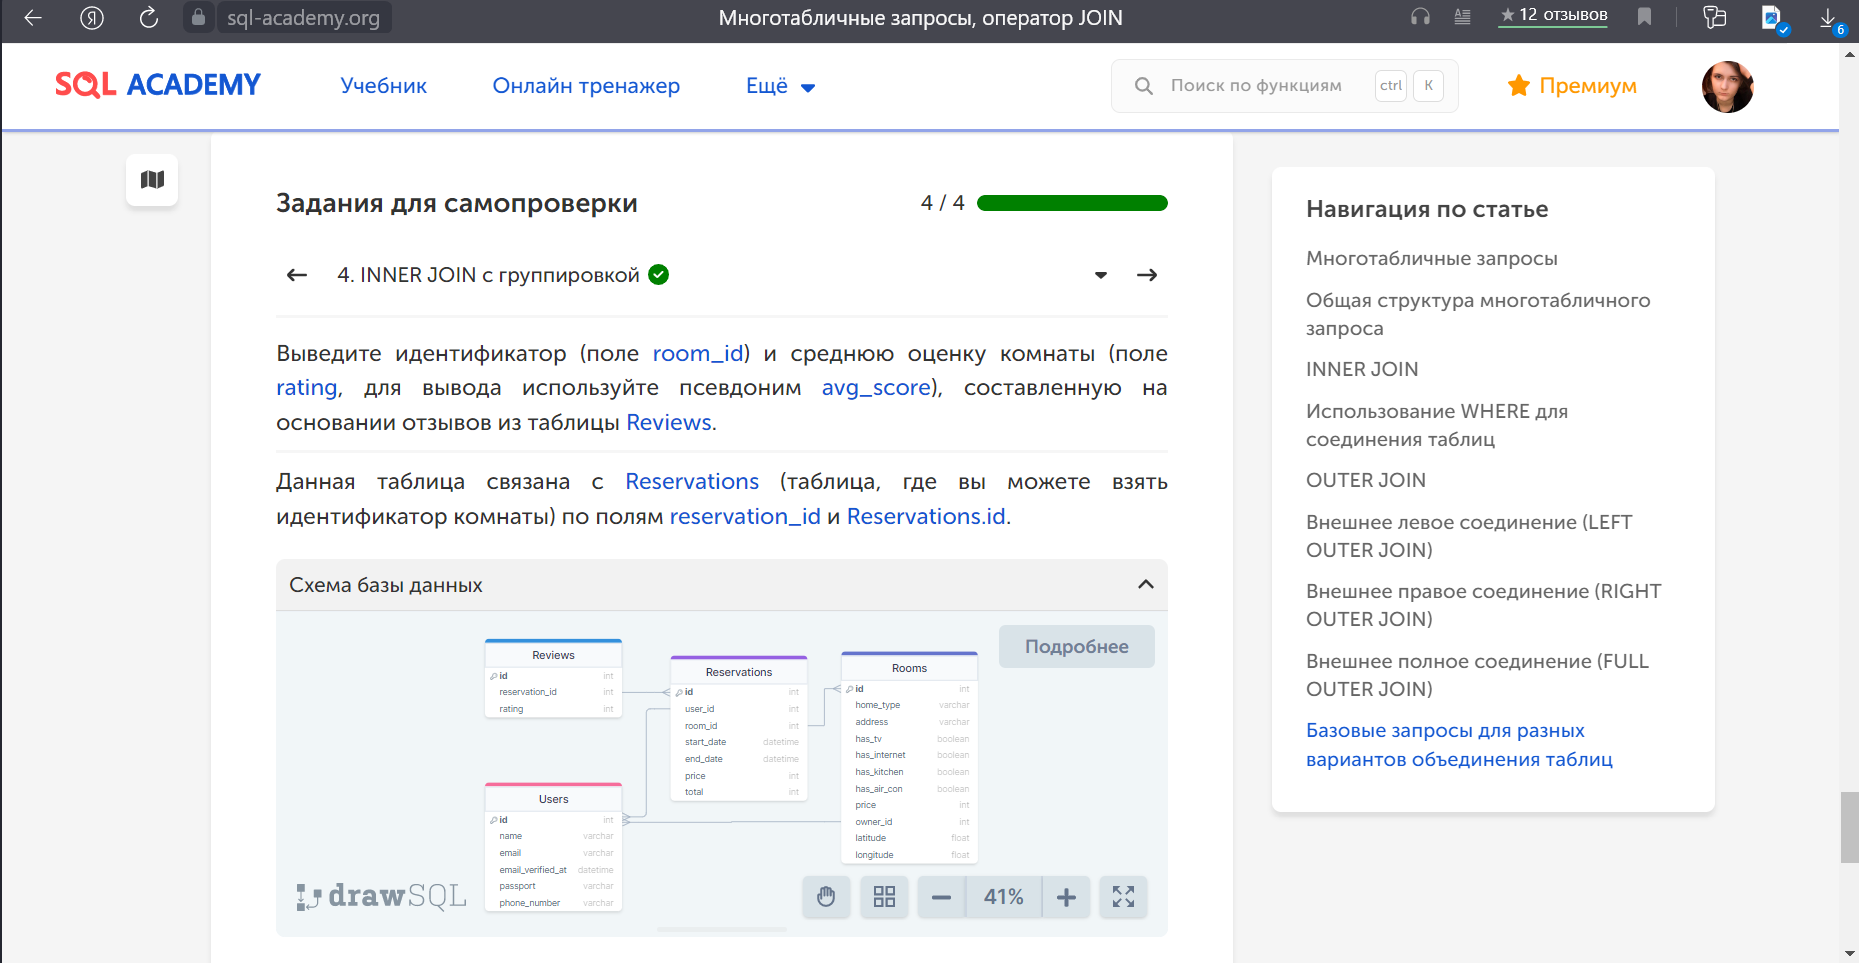 sql-academy.org
Многотабличные запросы, оператор JOIN
★ 12 отзывов
6
SQL ACADEMY
Учебник
Онлайн тренажер
Ещё
Поиск по функциям
ctrl
K
Премиум
Задания для самопроверки
4 / 4
4. INNER JOIN с группировкой
Выведите идентификатор (поле room_id) и среднюю оценку комнаты (поле
rating, для вывода используйте псевдоним avg_score), составленную на
основании отзывов из таблицы Reviews.
Данная таблица связана с Reservations (таблица, где вы можете взять
идентификатор комнаты) по полям reservation_id и Reservations.id.
Схема базы данных
Подробнее
Reviews
id int
reservation_id int
rating int
Reservations
id int
user_id int
room_id int
start_date datetime
end_date datetime
price int
total int
Rooms
id int
home_type varchar
address varchar
has_tv boolean
has_internet boolean
has_kitchen boolean
has_air_con boolean
price int
owner_id int
latitude float
longitude float
Users
id int
name varchar
email varchar
email_verified_at datetime
passport varchar
phone_number varchar
drawSQL
41%
Навигация по статье
Многотабличные запросы
Общая структура многотабличного
запроса
INNER JOIN
Использование WHERE для
соединения таблиц
OUTER JOIN
Внешнее левое соединение (LEFT
OUTER JOIN)
Внешнее правое соединение (RIGHT
OUTER JOIN)
Внешнее полное соединение (FULL
OUTER JOIN)
Базовые запросы для разных
вариантов объединения таблиц